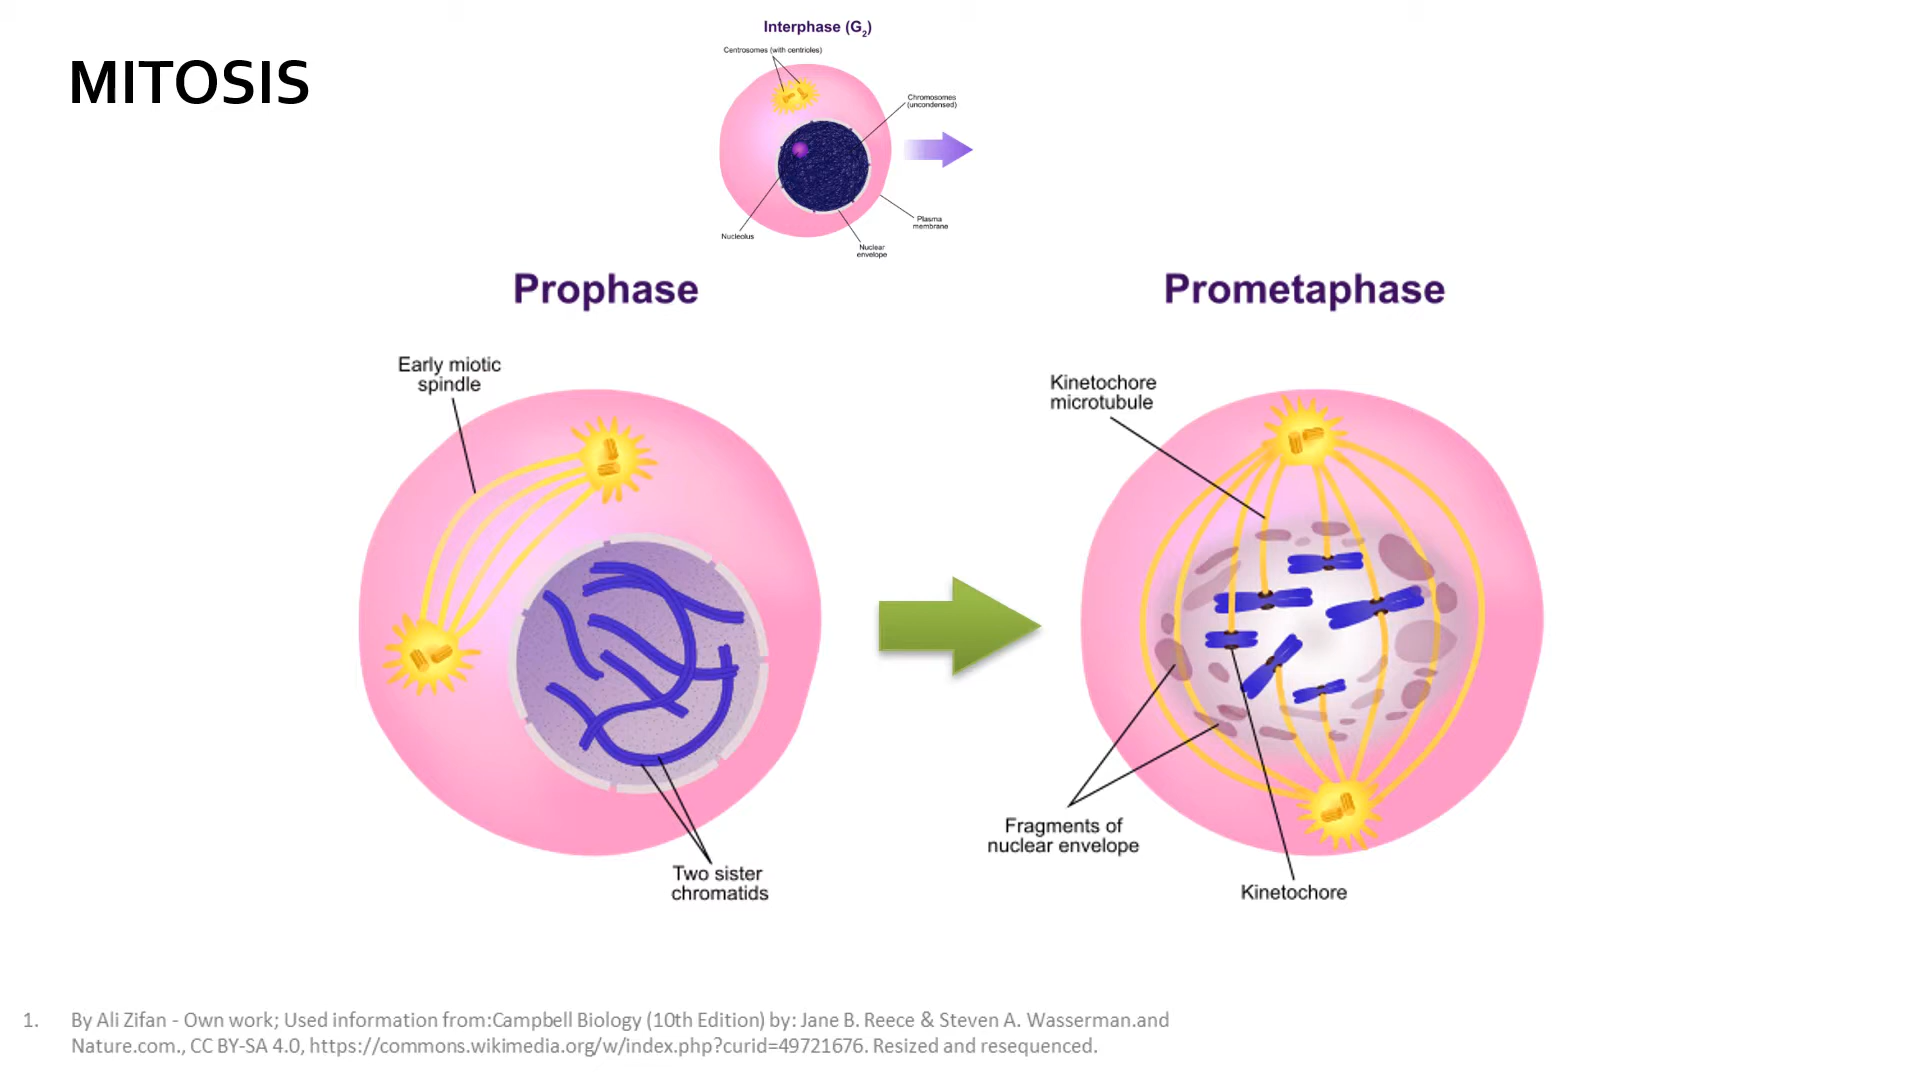 MITOSIS
Interphase (G2)
Centrosomes (with centrioles)
Chromosomes
(uncondensed)
Plasma
membrane
Nucleolus
Nuclear
envelope
Prophase
Early miotic
spindle
Two sister
chromatids
Prometaphase
Kinetochore
microtubule
Fragments of
nuclear envelope
Kinetochore
1. By Ali Zifan - Own work; Used information from:Campbell Biology (10th Edition) by: Jane B. Reece & Steven A. Wasserman.and
Nature.com., CC BY-SA 4.0, https://commons.wikimedia.org/w/index.php?curid=49721676. Resized and resequenced.